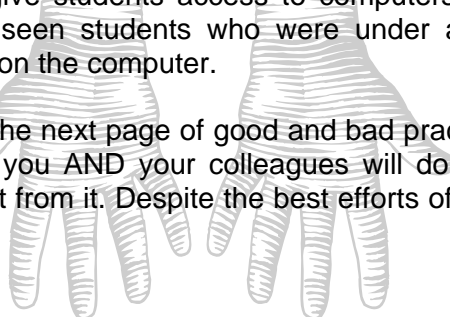 give students access to computers
seen students who were under a
on the computer.
he next page of good and bad prac
you AND your colleagues will do
t from it. Despite the best efforts of